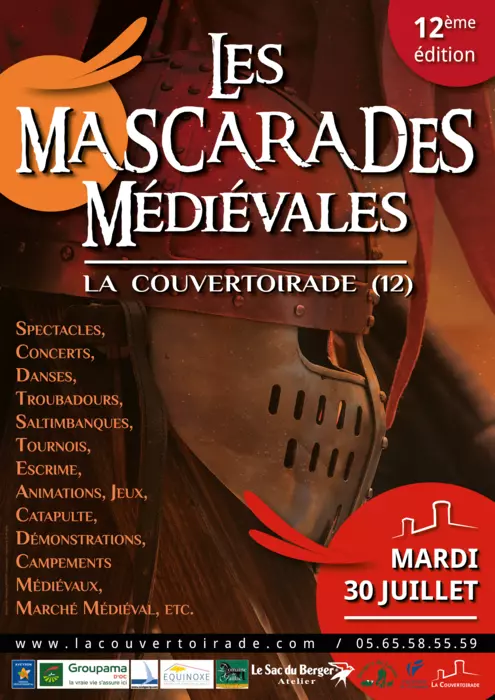 12ème
édition
Les
Mascarades
Médiévales
La Couvertoirade (12)
Spectacles,
Concerts,
Danses,
Troubadours,
Saltimbanques,
Tournois,
Escrime,
Animations, Jeux,
Catapulte,
Démonstrations,
Campements
Médiévaux,
Marché Médiéval, etc.
MARDI
30 JUILLET
www.lacouvertoirade.com / 05.65.58.55.59
AVEYRON
Groupama
d'oc
la vraie vie s'assure ici
EQUINOXE
Le Sac du Berger
Atelier
La Couvertoirade